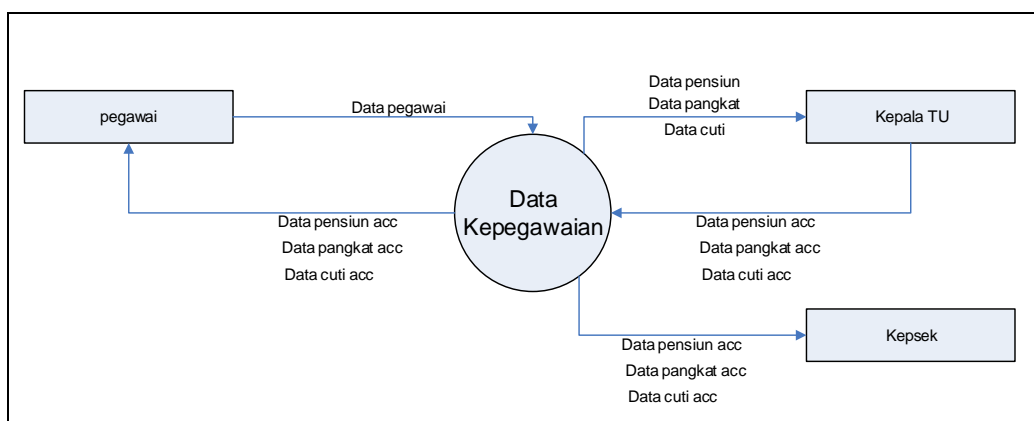 Data pensiun
Data pangkat
Data cuti
pegawai
Data pegawai
Kepala TU
Data
Kepegawaian
Data pensiun acc
Data pangkat acc
Data cuti acc
Data pensiun acc
Data pangkat acc
Data cuti acc
Kepsek
Data pensiun acc
Data pangkat acc
Data cuti acc